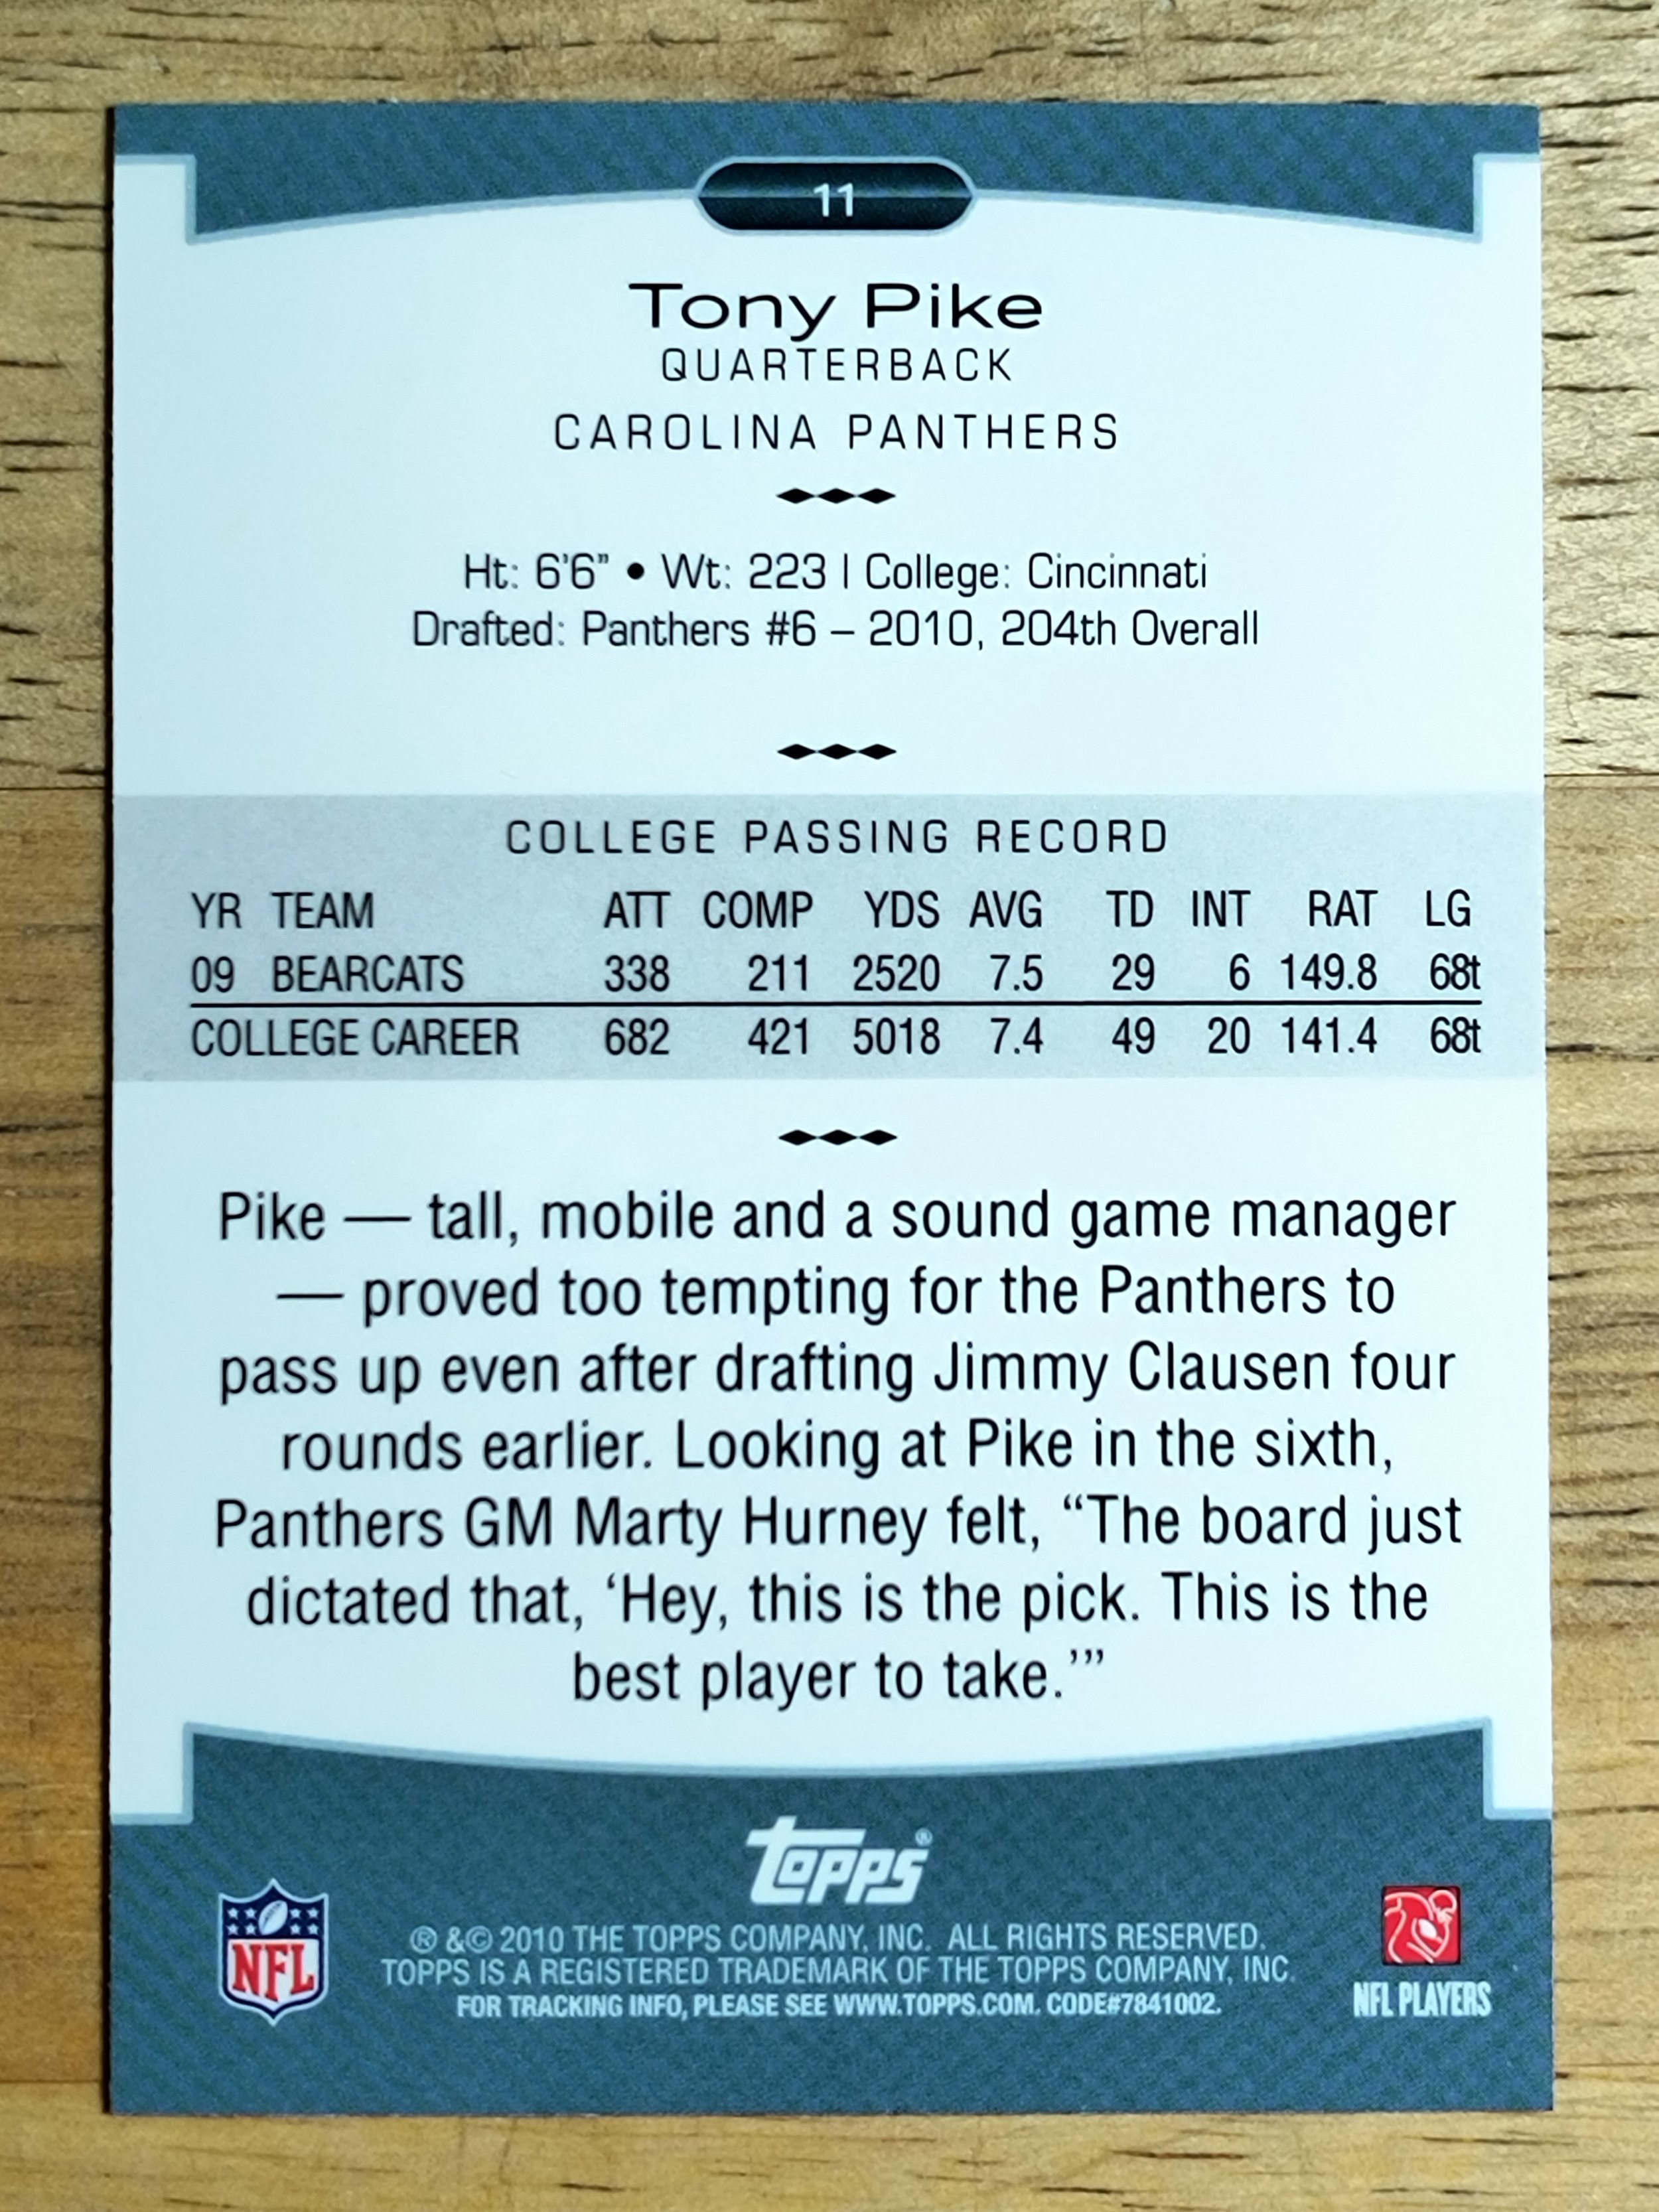 11
Tony Pike
QUARTERBACK
CAROLINA PANTHERS
Ht: 6'6” • Wt: 223 | College: Cincinnati
Drafted: Panthers #6 – 2010, 204th Overall
COLLEGE PASSING RECORD
YR TEAM ATT COMP YDS AVG TD INT RAT LG
09 BEARCATS 338 211 2520 7.5 29 6 149.8 68t
COLLEGE CAREER 682 421 5018 7.4 49 20 141.4 68t
Pike — tall, mobile and a sound game manager
— proved too tempting for the Panthers to
pass up even after drafting Jimmy Clausen four
rounds earlier. Looking at Pike in the sixth,
Panthers GM Marty Hurney felt, “The board just
dictated that, ‘Hey, this is the pick. This is the
best player to take.’”
topps®
® &© 2010 THE TOPPS COMPANY, INC. ALL RIGHTS RESERVED.
TOPPS IS A REGISTERED TRADEMARK OF THE TOPPS COMPANY, INC.
FOR TRACKING INFO, PLEASE SEE WWW.TOPPS.COM. CODE#7841002.
NFL
NFL PLAYERS